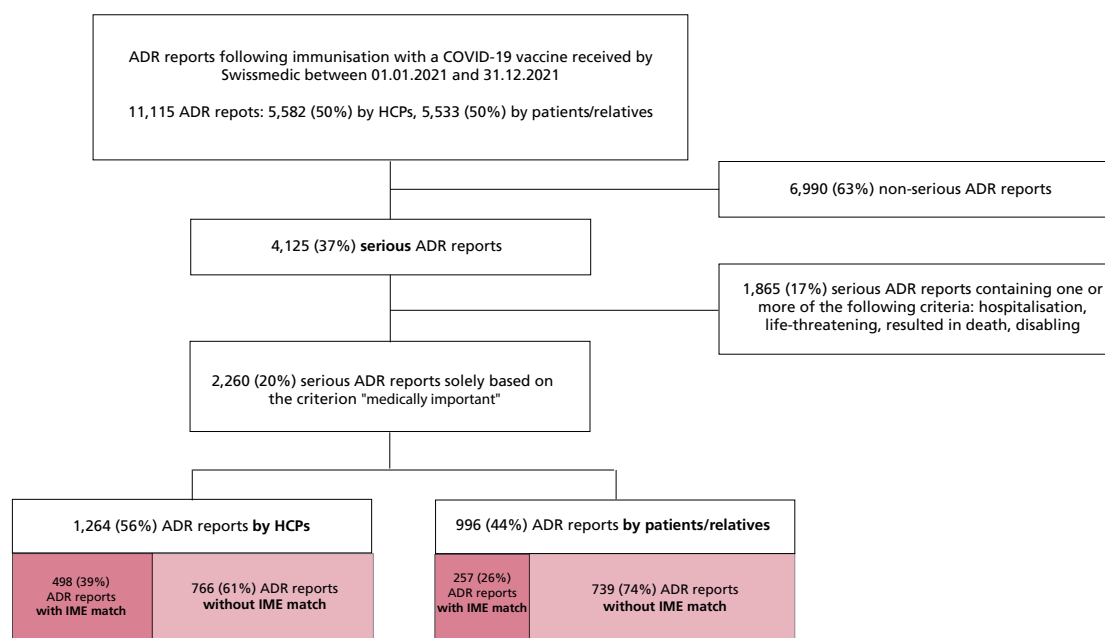 ADR reports following immunisation with a COVID-19 vaccine received by
Swissmedic between 01.01.2021 and 31.12.2021
11,115 ADR repots: 5,582 (50%) by HCPs, 5,533 (50%) by patients/relatives
6,990 (63%) non-serious ADR reports
4,125 (37%) serious ADR reports
1,865 (17%) serious ADR reports containing one or
more of the following criteria: hospitalisation,
life-threatening, resulted in death, disabling
2,260 (20%) serious ADR reports solely based on
the criterion "medically important"
1,264 (56%) ADR reports by HCPs
996 (44%) ADR reports by patients/relatives
498 (39%)
ADR reports
with IME match
766 (61%) ADR reports
without IME match
257 (26%)
ADR reports
with IME match
739 (74%) ADR reports
without IME match